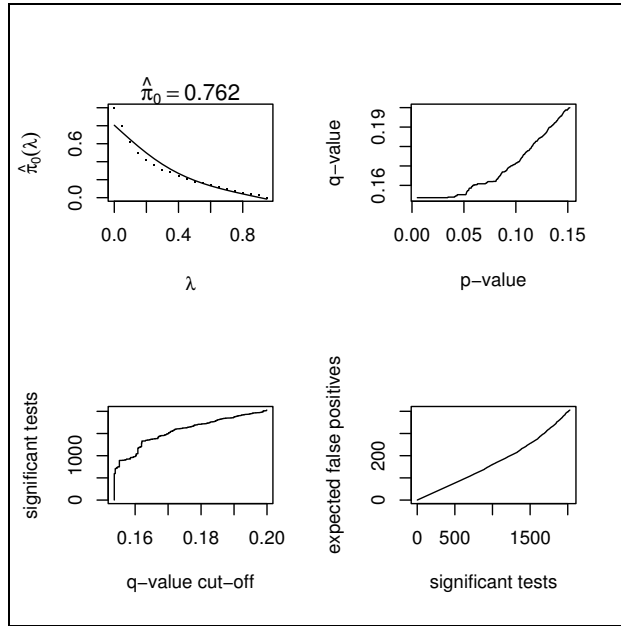 π̂₀ = 0.762
π̂₀(λ)
0.0 0.6
0.0 0.4 0.8
λ
q−value
0.16 0.19
0.00 0.05 0.10 0.15
p−value
significant tests
0 1000
0.16 0.18 0.20
q−value cut−off
expected false positives
0 200
0 500 1500
significant tests